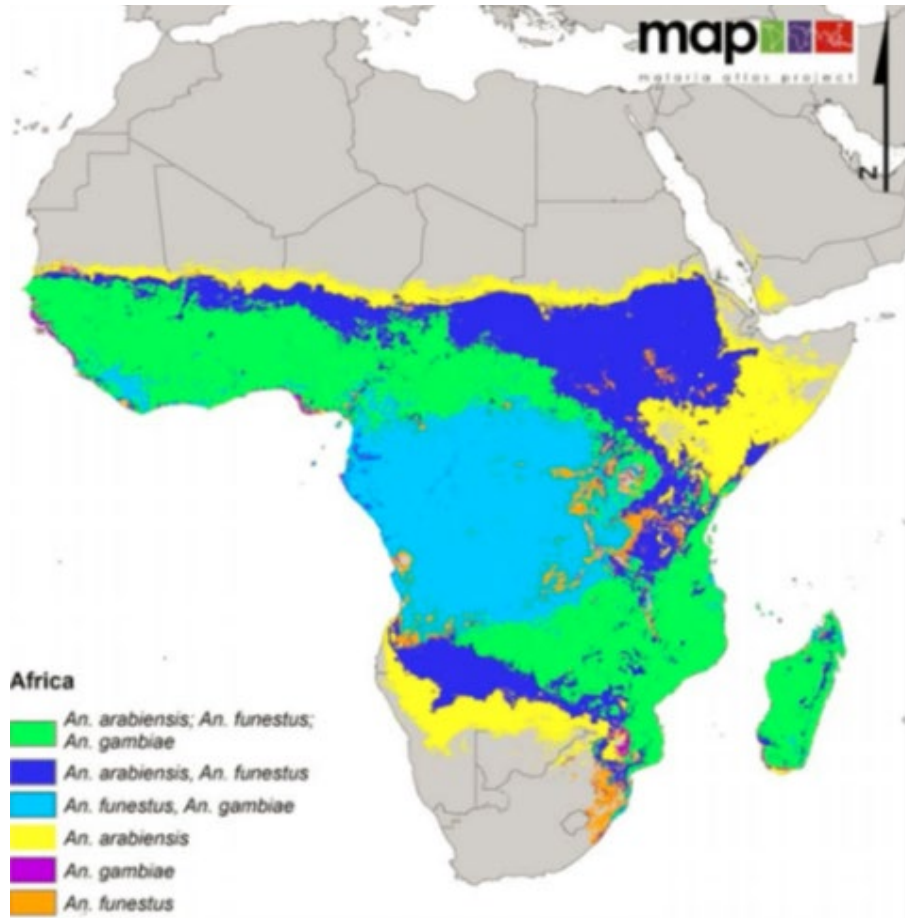 map
malaria atlas project
N
Africa
An. arabiensis; An. funestus;
An. gambiae
An. arabiensis, An. funestus
An. funestus, An. gambiae
An. arabiensis
An. gambiae
An. funestus